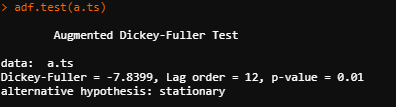 > adf.test(a.ts)
Augmented Dickey-Fuller Test
data:  a.ts
Dickey-Fuller = -7.8399, Lag order = 12, p-value = 0.01
alternative hypothesis: stationary